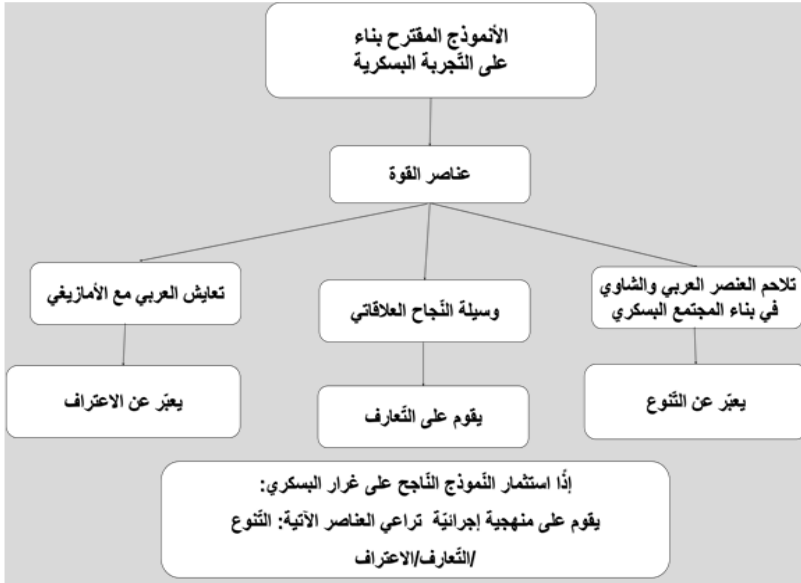 الأنموذج المقترح بناء
على التّجربة البسكرية
عناصر القوة
تلاحم العنصر العربي والشاوي
في بناء المجتمع البسكري
وسيلة النّجاح العلاقاتي
تعايش العربي مع الأمازيغي
يعبّر عن التّنوع
يقوم على التّعارف
يعبّر عن الاعتراف
إذًا استثمار النّموذج النّاجح على غرار البسكري:
يقوم على منهجية إجرائيّة تراعي العناصر الآتية: التّنوع
/التّعارف/الاعتراف